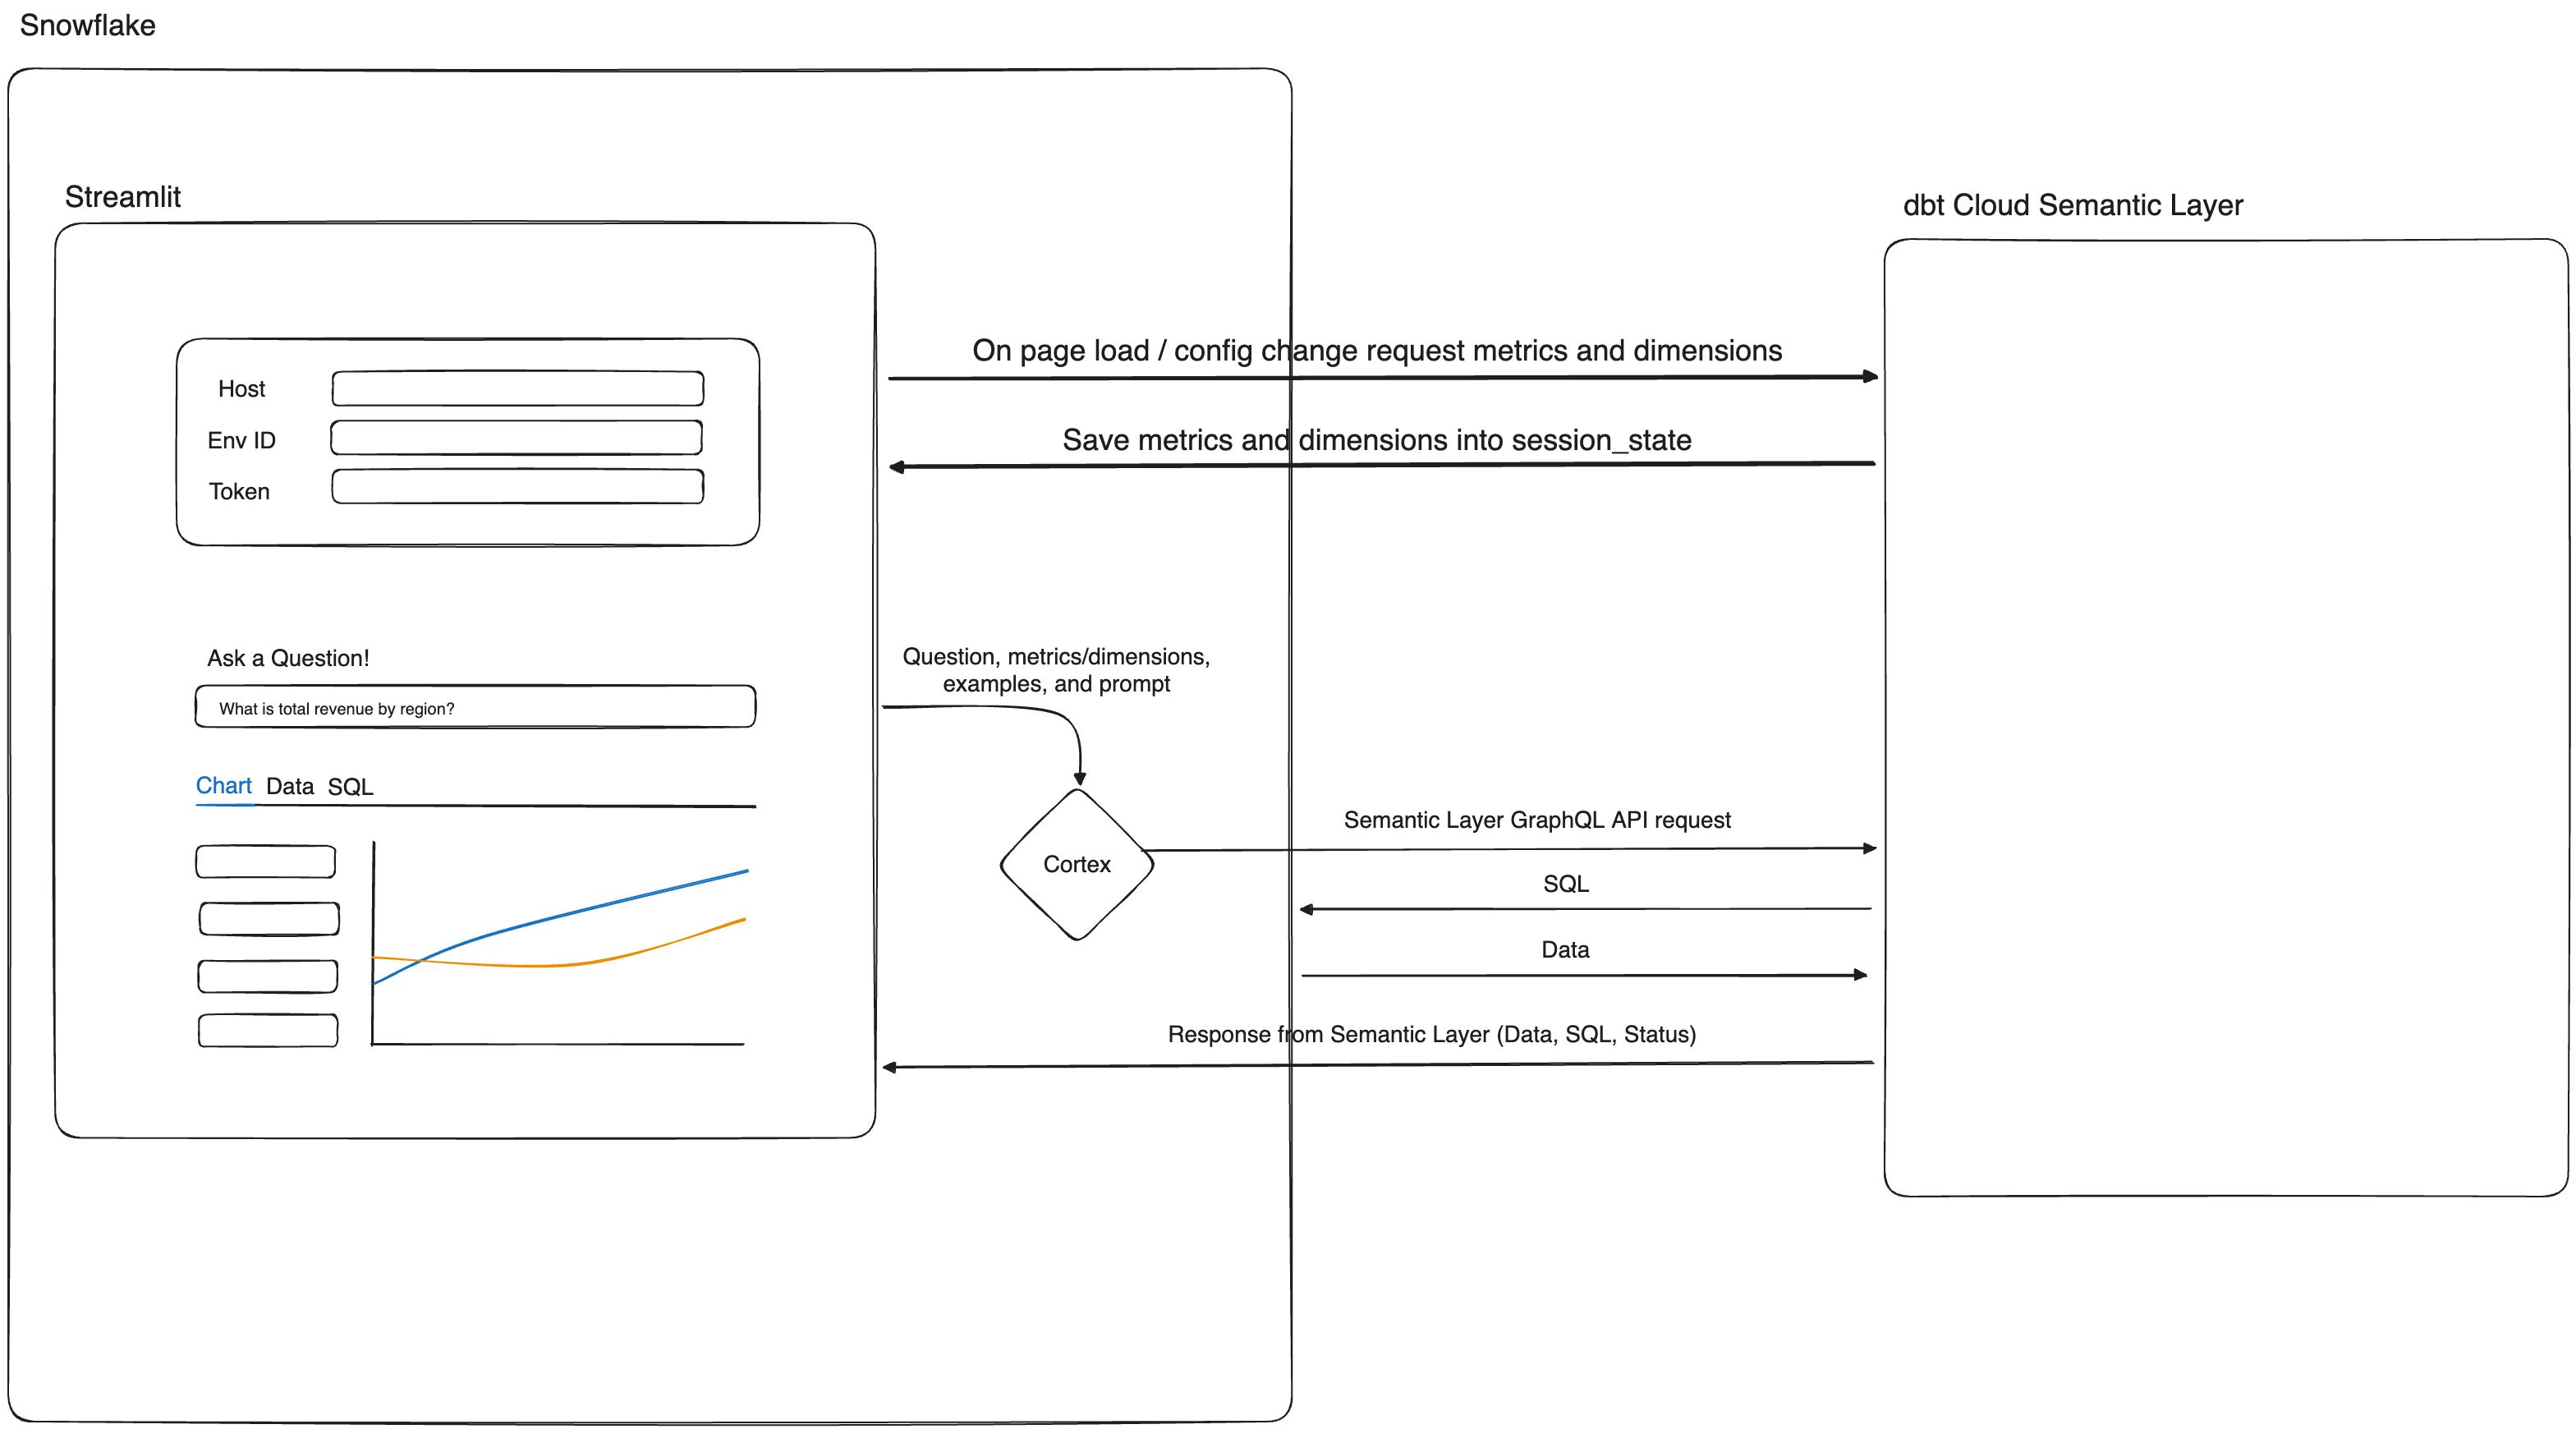 Snowflake
Streamlit
dbt Cloud Semantic Layer
On page load / config change request metrics and dimensions
Host
Save metrics and dimensions into session_state
Env ID
Token
Ask a Question!
Question, metrics/dimensions,
examples, and prompt
What is total revenue by region?
Chart Data SQL
Semantic Layer GraphQL API request
Cortex
SQL
Data
Response from Semantic Layer (Data, SQL, Status)